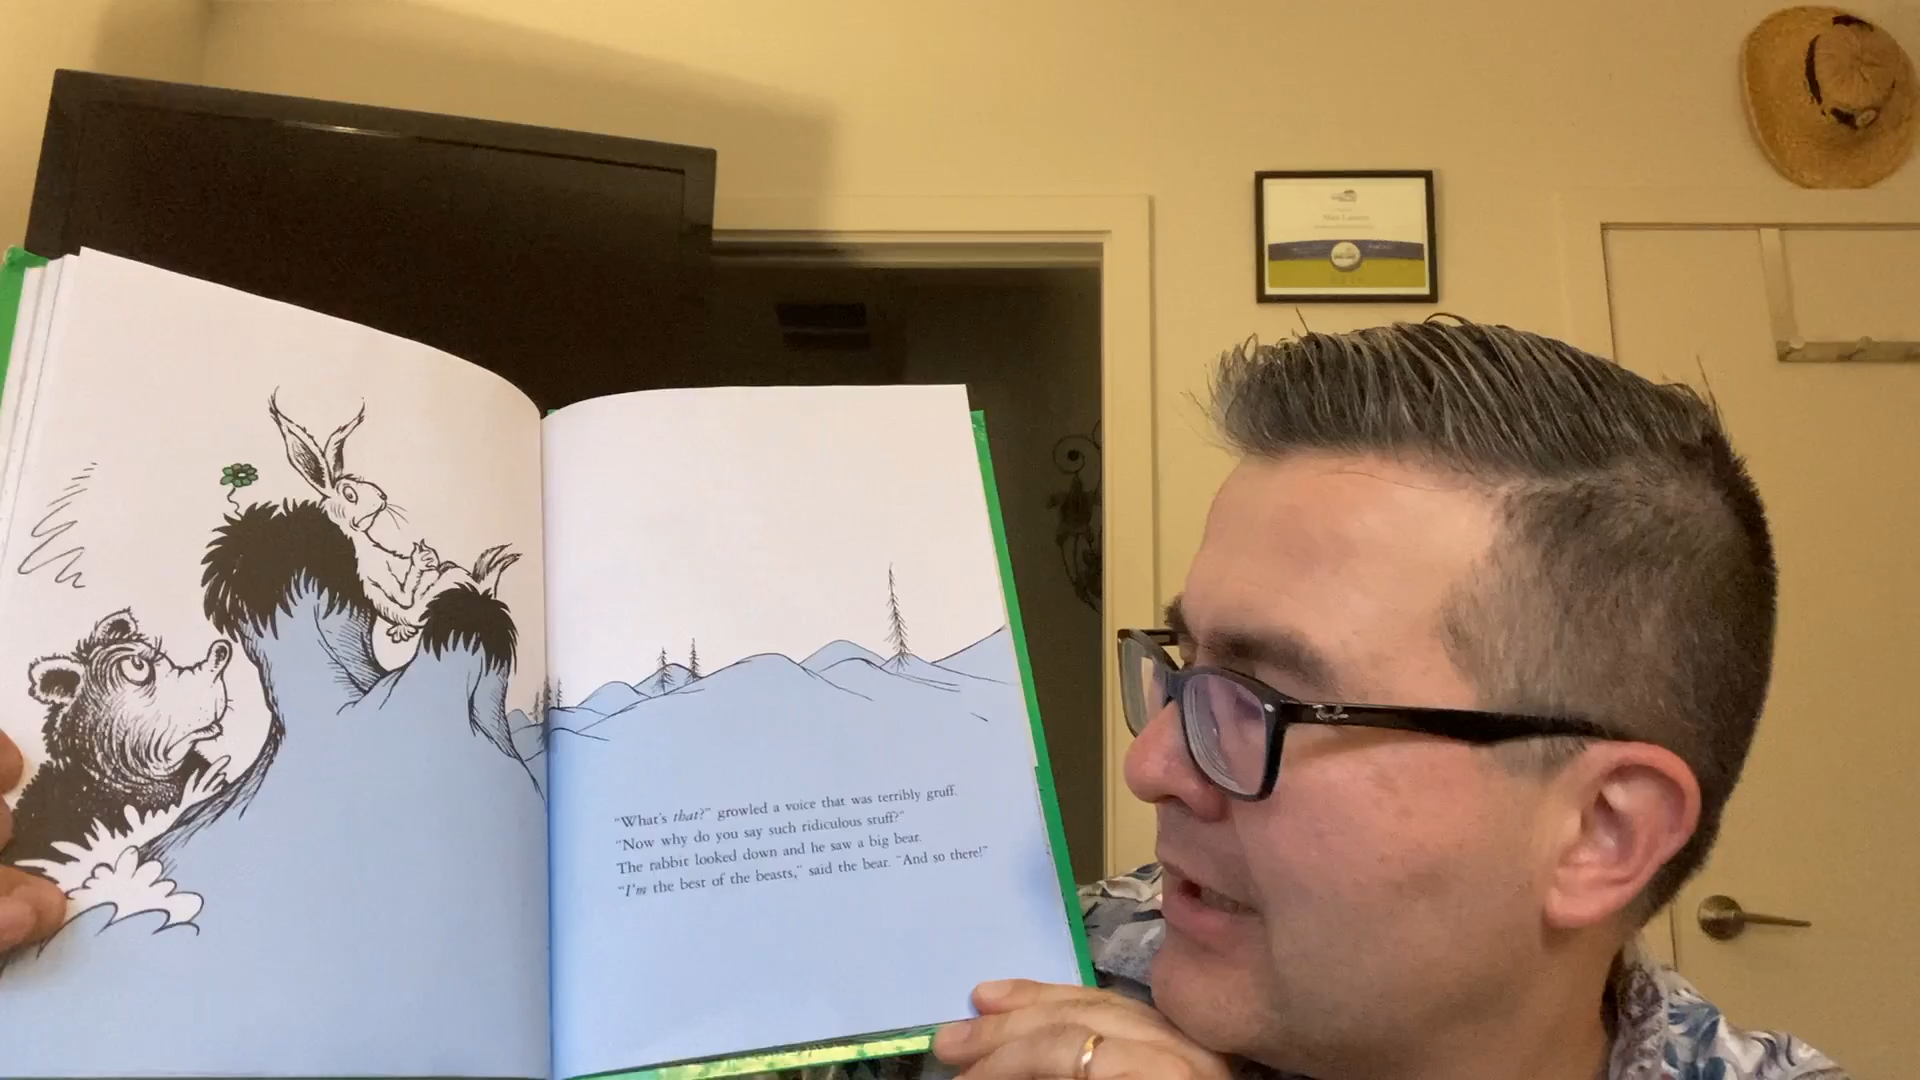 “What’s that?” growled a voice that was terribly gruff.
“Now why do you say such ridiculous stuff?”
The rabbit looked down and he saw a big bear.
“I’m the best of the beasts,” said the bear. “And so there!”